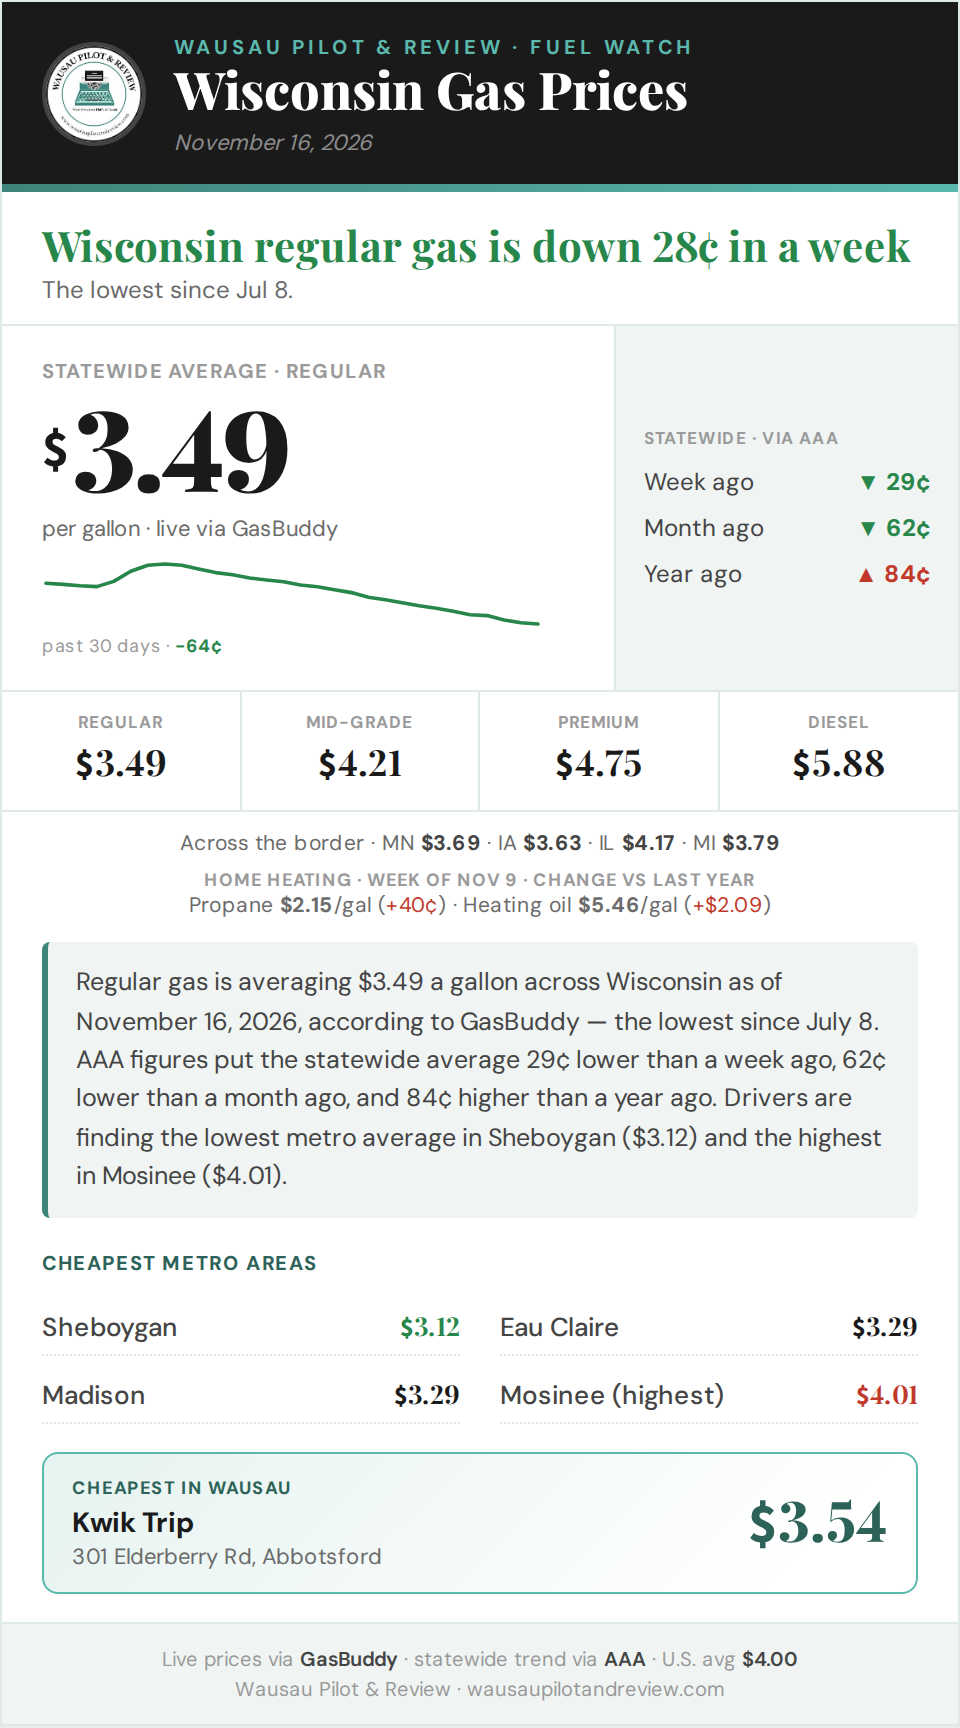 WAUSAU PILOT & REVIEW
www.wausaupilotandreview.com
WAUSAU PILOT & REVIEW · FUEL WATCH
Wisconsin Gas Prices
November 16, 2026
Wisconsin regular gas is down 28¢ in a week
The lowest since Jul 8.
STATEWIDE AVERAGE · REGULAR
$3.49
per gallon · live via GasBuddy
past 30 days · -64¢
STATEWIDE · VIA AAA
Week ago ▼ 29¢
Month ago ▼ 62¢
Year ago ▲ 84¢
REGULAR
$3.49
MID-GRADE
$4.21
PREMIUM
$4.75
DIESEL
$5.88
Across the border · MN $3.69 · IA $3.63 · IL $4.17 · MI $3.79
HOME HEATING · WEEK OF NOV 9 · CHANGE VS LAST YEAR
Propane $2.15/gal (+40¢) · Heating oil $5.46/gal (+$2.09)
Regular gas is averaging $3.49 a gallon across Wisconsin as of
November 16, 2026, according to GasBuddy — the lowest since July 8.
AAA figures put the statewide average 29¢ lower than a week ago, 62¢
lower than a month ago, and 84¢ higher than a year ago. Drivers are
finding the lowest metro average in Sheboygan ($3.12) and the highest
in Mosinee ($4.01).
CHEAPEST METRO AREAS
Sheboygan $3.12
Eau Claire $3.29
Madison $3.29
Mosinee (highest) $4.01
CHEAPEST IN WAUSAU
Kwik Trip
301 Elderberry Rd, Abbotsford
$3.54
Live prices via GasBuddy · statewide trend via AAA · U.S. avg $4.00
Wausau Pilot & Review · wausaupilotandreview.com